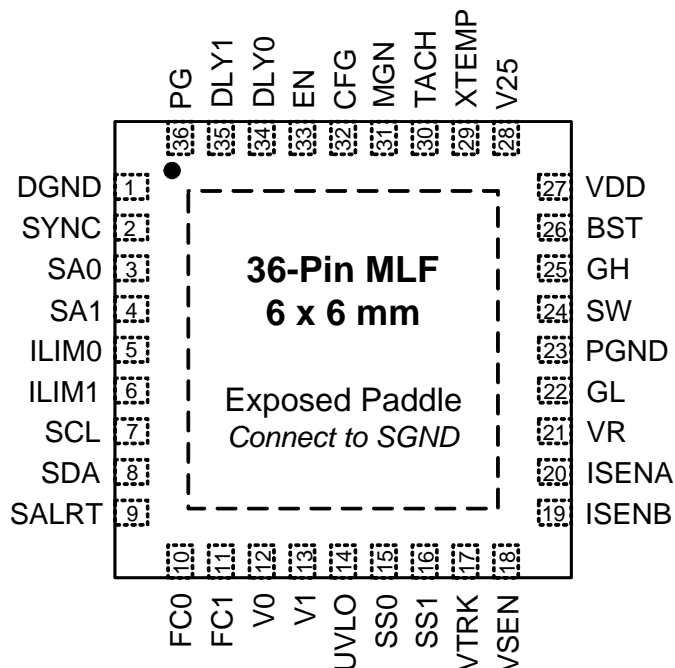 PG DLY1 DLY0 EN CFG MGN TACH XTEMP V25
36 35 34 33 32 31 30 29 28
DGND 1
SYNC 2
SA0 3
SA1 4
ILIM0 5
ILIM1 6
SCL 7
SDA 8
SALRT 9
36-Pin MLF
6 x 6 mm
Exposed Paddle
Connect to SGND
27 VDD
26 BST
25 GH
24 SW
23 PGND
22 GL
21 VR
20 ISENA
19 ISENB
10 11 12 13 14 15 16 17 18
FC0 FC1 V0 V1 UVLO SS0 SS1 VTRK VSEN